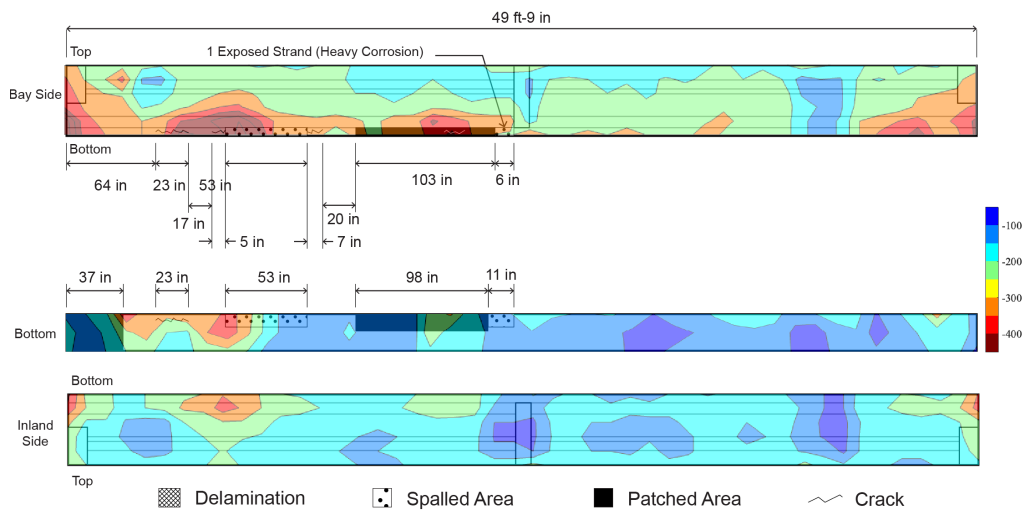 49 ft-9 in
Top
1 Exposed Strand (Heavy Corrosion)
Bay Side
Bottom
64 in
23 in
53 in
103 in
6 in
17 in
20 in
5 in
7 in
-100
-200
-300
-400
37 in
23 in
53 in
98 in
11 in
Bottom
Bottom
Inland
Side
Top
Delamination
Spalled Area
Patched Area
Crack